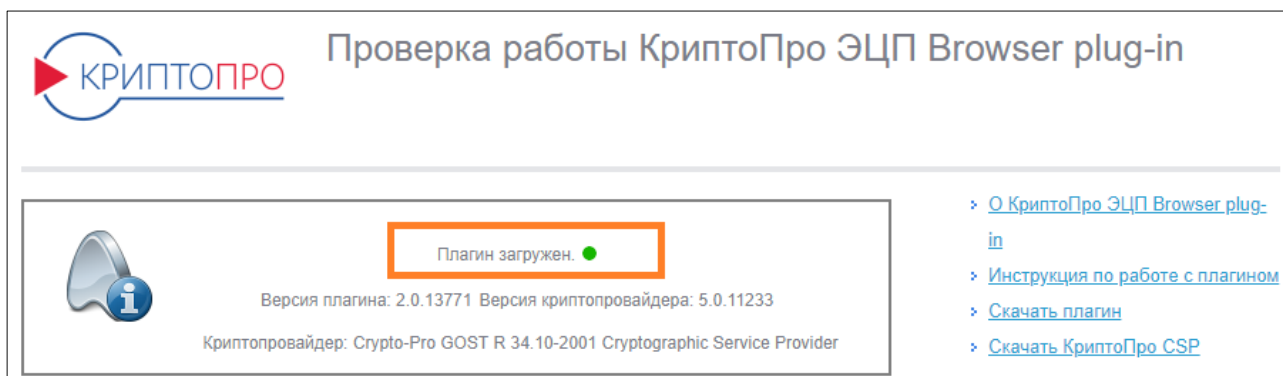 КРИПТОПРО
Проверка работы КриптоПро ЭЦП Browser plug-in
Плагин загружен.
Версия плагина: 2.0.13771 Версия криптопровайдера: 5.0.11233
Криптопровайдер: Crypto-Pro GOST R 34.10-2001 Cryptographic Service Provider
О КриптоПро ЭЦП Browser plug-
in
Инструкция по работе с плагином
Скачать плагин
Скачать КриптоПро CSP